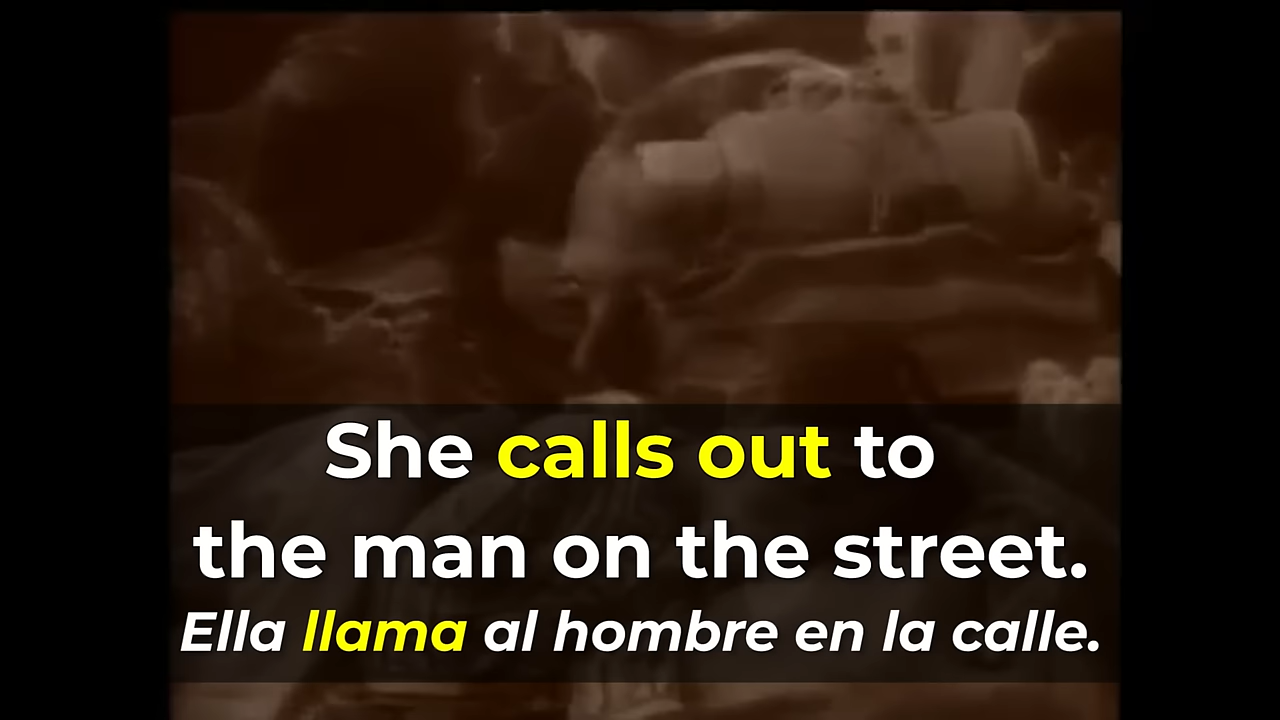 She calls out to
the man on the street.
Ella llama al hombre en la calle.